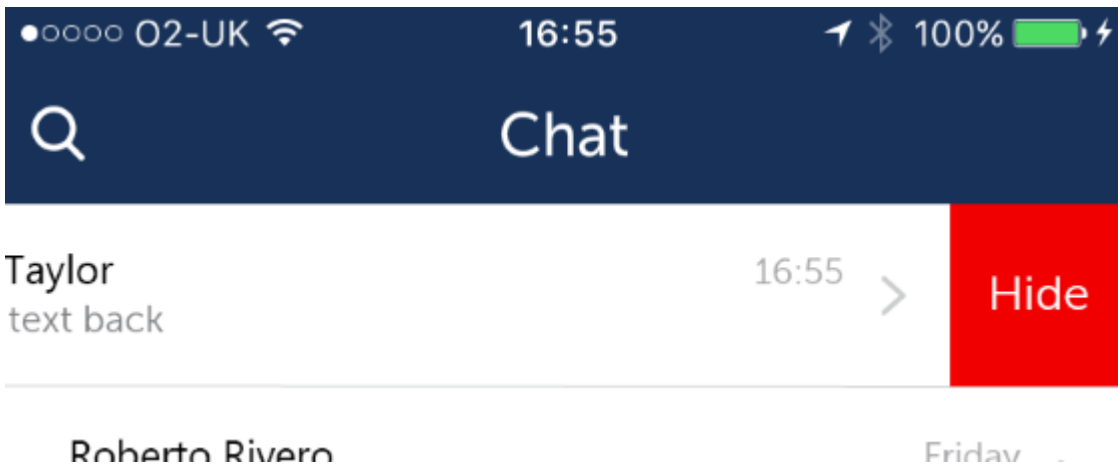 O2-UK 16:55 100%
Chat
Taylor 16:55
text back
Hide
Roberto Rivero Friday